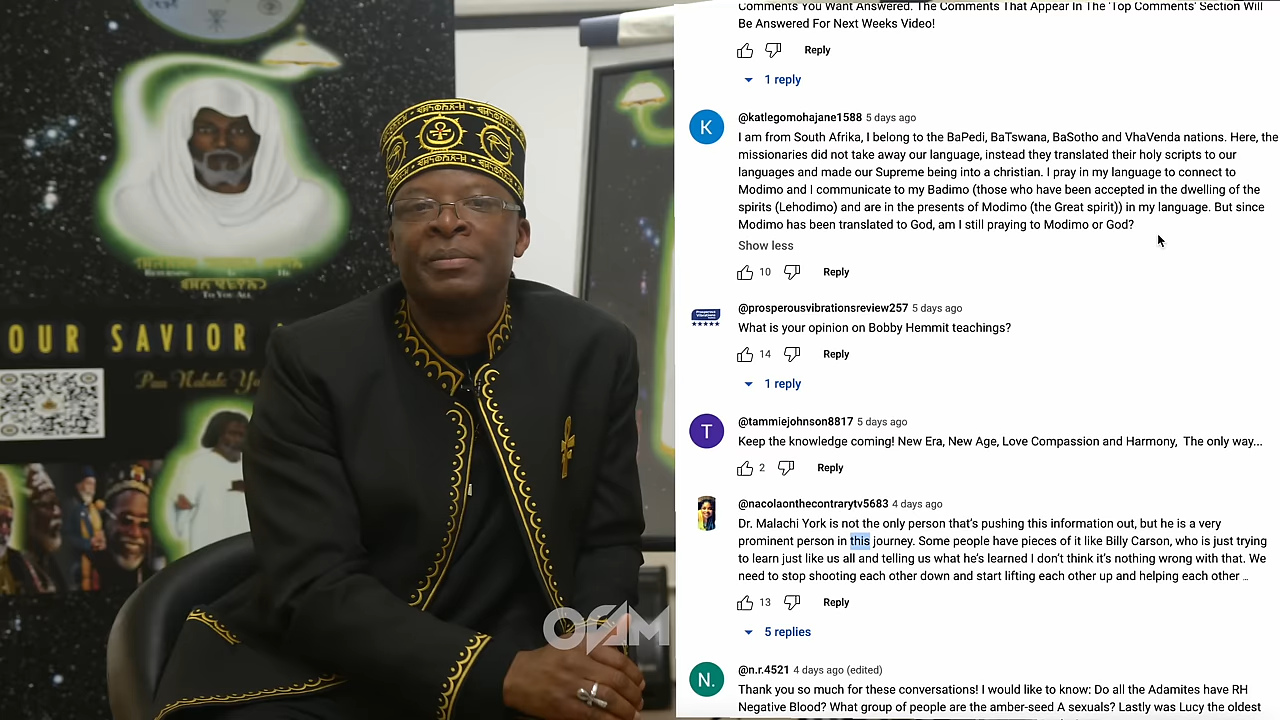 RETURNING
TO YOU ALL
OUR SAVIOR
Paa Nabab Ya
OSAM
Comments You Want Answered. The Comments That Appear In The 'Top Comments' Section Will
Be Answered For Next Weeks Video!
Reply
1 reply
K
@katlegomohajane1588 5 days ago
I am from South Afrika, I belong to the BaPedi, BaTswana, BaSotho and VhaVenda nations. Here, the
missionaries did not take away our language, instead they translated their holy scripts to our
languages and made our Supreme being into a christian. I pray in my language to connect to
Modimo and I communicate to my Badimo (those who have been accepted in the dwelling of the
spirits (Lehodimo) and are in the presents of Modimo (the Great spirit)) in my language. But since
Modimo has been translated to God, am I still praying to Modimo or God?
Show less
10 Reply
Prosperous
Vibrations
@prosperousvibrationsreview257 5 days ago
What is your opinion on Bobby Hemmit teachings?
14 Reply
1 reply
T
@tammiejohnson8817 5 days ago
Keep the knowledge coming! New Era, New Age, Love Compassion and Harmony, The only way...
2 Reply
@nacolaonthecontrarytv5683 4 days ago
Dr. Malachi York is not the only person that's pushing this information out, but he is a very
prominent person in this journey. Some people have pieces of it like Billy Carson, who is just trying
to learn just like us all and telling us what he's learned I don't think it's nothing wrong with that. We
need to stop shooting each other down and start lifting each other up and helping each other ...
13 Reply
5 replies
N.
@n.r.4521 4 days ago (edited)
Thank you so much for these conversations! I would like to know: Do all the Adamites have RH
Negative Blood? What group of people are the amber-seed A sexuals? Lastly was Lucy the oldest